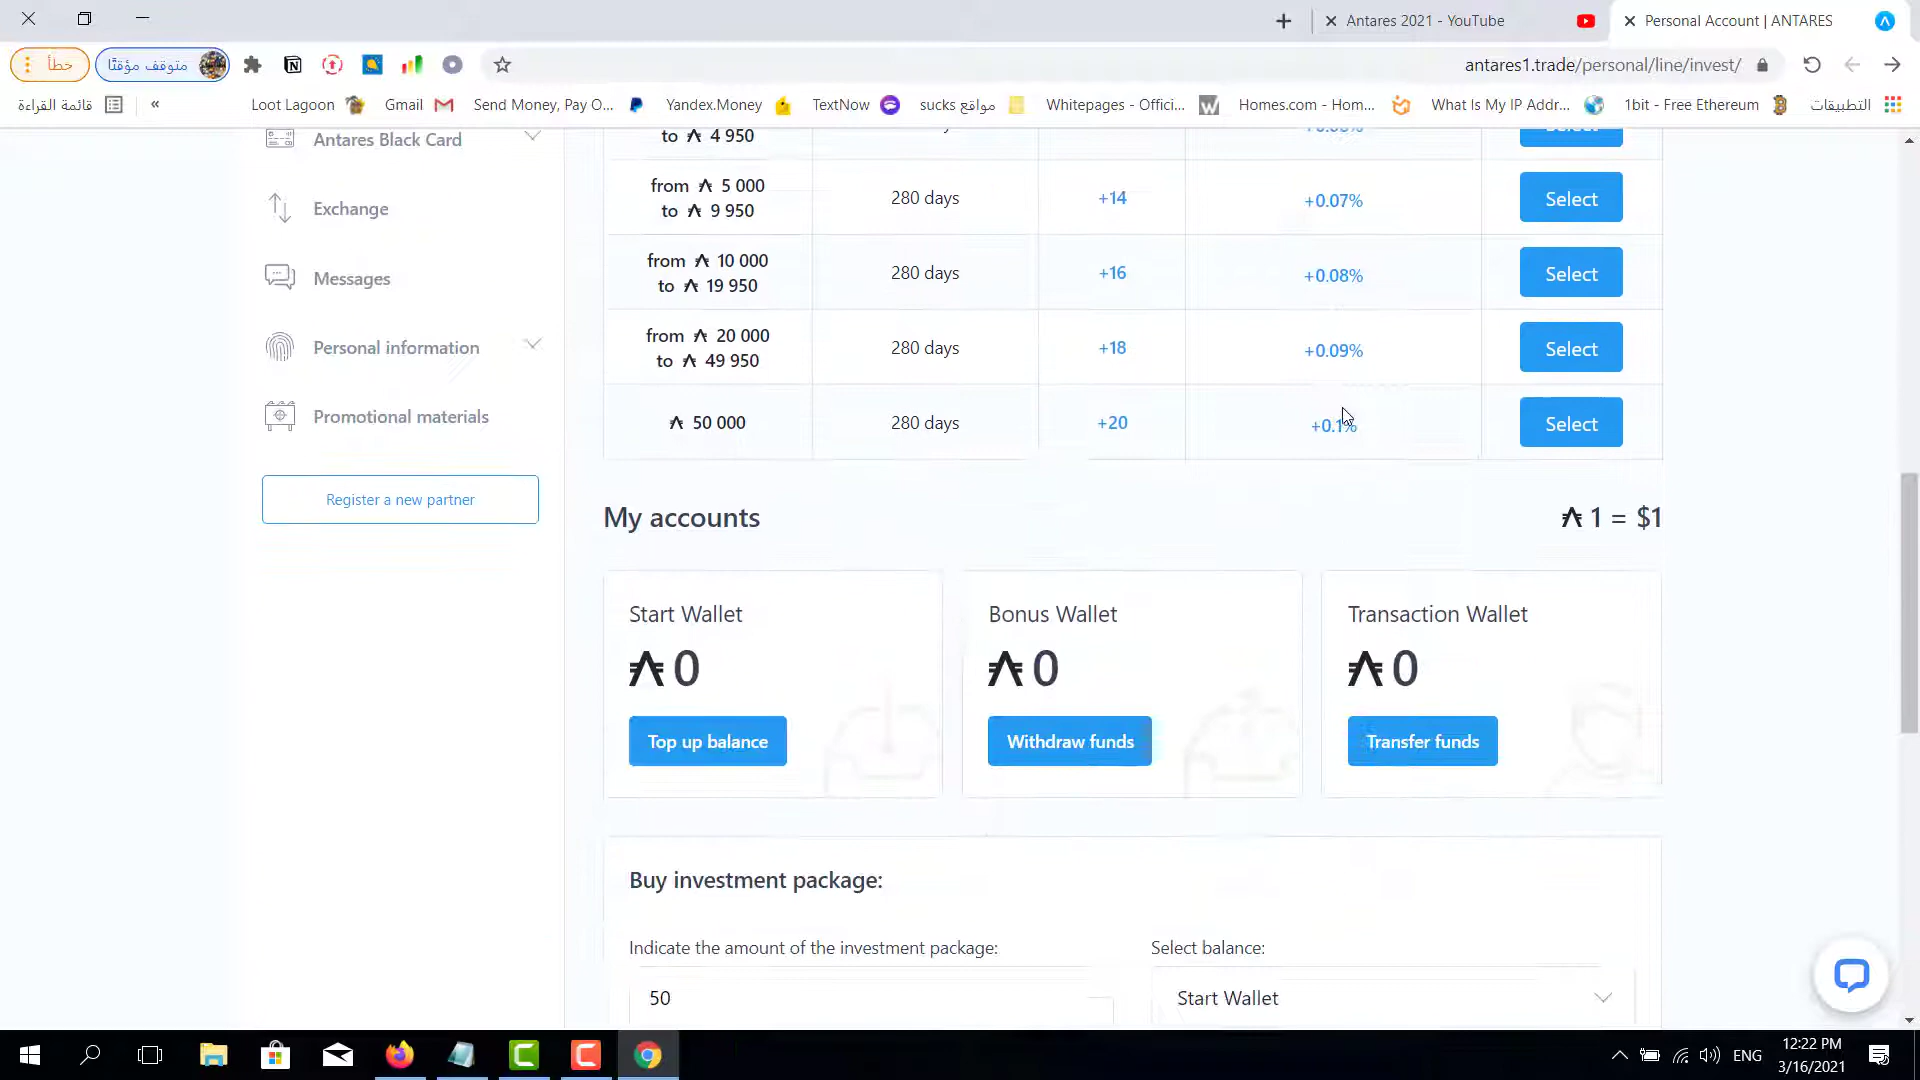 Antares 2021 - YouTube
Personal Account | ANTARES
خطأ
متوقف مؤقتًا
antares1.trade/personal/line/invest/
قائمة القراءة
«
Loot Lagoon
Gmail
Send Money, Pay O...
Yandex.Money
TextNow
مواقع sucks
Whitepages - Offici...
Homes.com - Hom...
What Is My IP Addr...
1bit - Free Ethereum
التطبيقات
Antares Black Card
Exchange
Messages
Personal information
Promotional materials
Register a new partner
to 4 950
Select
from 5 000
to 9 950
280 days
+14
+0.07%
Select
from 10 000
to 19 950
280 days
+16
+0.08%
Select
from 20 000
to 49 950
280 days
+18
+0.09%
Select
50 000
280 days
+20
+0.1%
Select
My accounts
1 = $1
Start Wallet
0
Top up balance
Bonus Wallet
0
Withdraw funds
Transaction Wallet
0
Transfer funds
Buy investment package:
Indicate the amount of the investment package:
50
Select balance:
Start Wallet
ENG
12:22 PM
3/16/2021